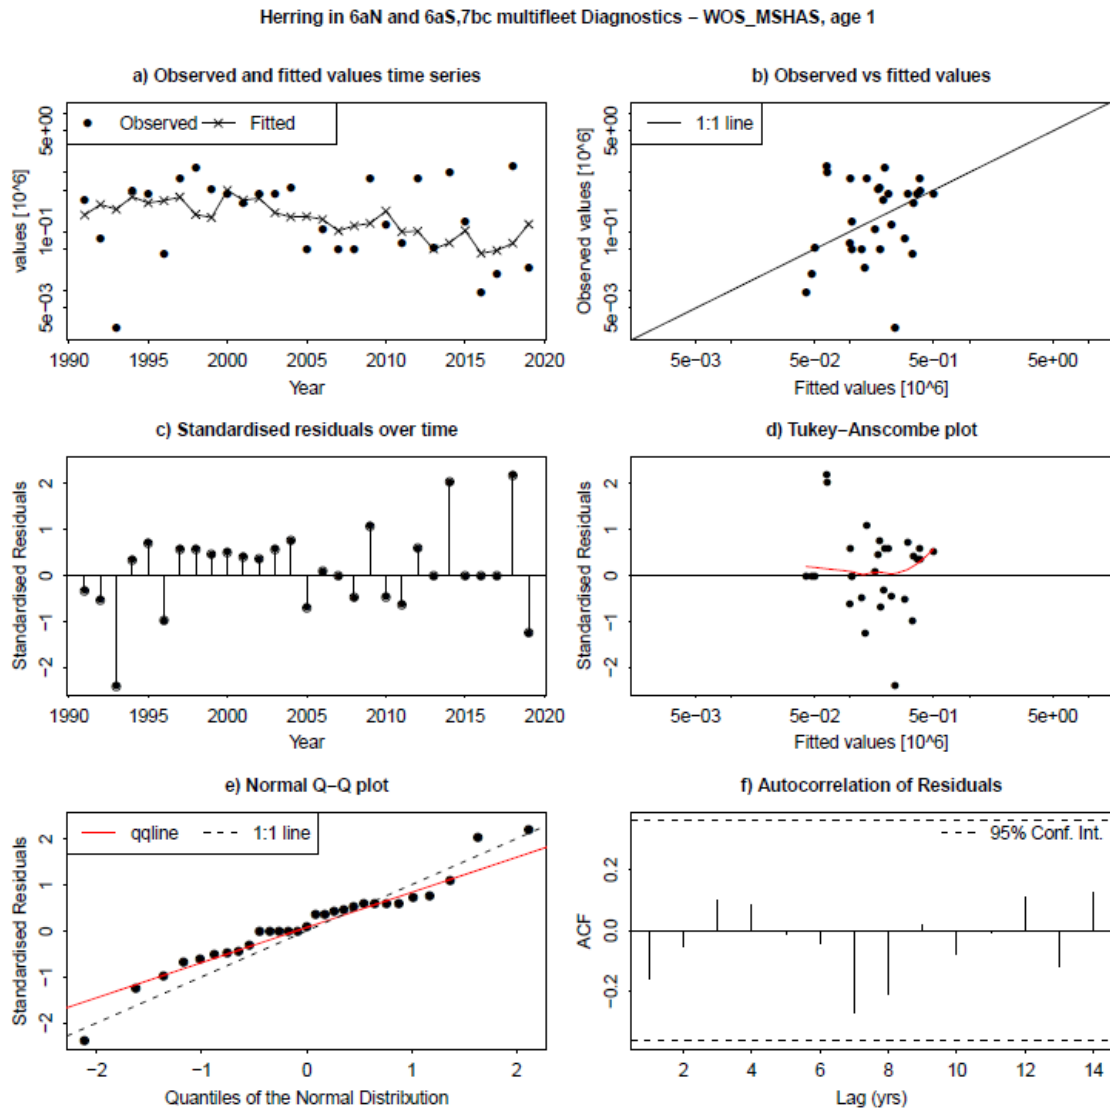 Herring in 6aN and 6aS,7bc multifleet Diagnostics – WOS_MSHAS, age 1
a) Observed and fitted values time series
values [10^6]
5e-03 1e-01 5e+00
Observed Fitted
1990 1995 2000 2005 2010 2015 2020
Year
b) Observed vs fitted values
Observed values [10^6]
5e-03 1e-01 5e+00
1:1 line
5e-03 5e-02 5e-01 5e+00
Fitted values [10^6]
c) Standardised residuals over time
Standardised Residuals
−2 −1 0 1 2
1990 1995 2000 2005 2010 2015 2020
Year
d) Tukey−Anscombe plot
Standardised Residuals
−2 −1 0 1 2
5e-03 5e-02 5e-01 5e+00
Fitted values [10^6]
e) Normal Q−Q plot
Standardised Residuals
−2 −1 0 1 2
qqline 1:1 line
−2 −1 0 1 2
Quantiles of the Normal Distribution
f) Autocorrelation of Residuals
ACF
−0.2 0.0 0.2
95% Conf. Int.
2 4 6 8 10 12 14
Lag (yrs)